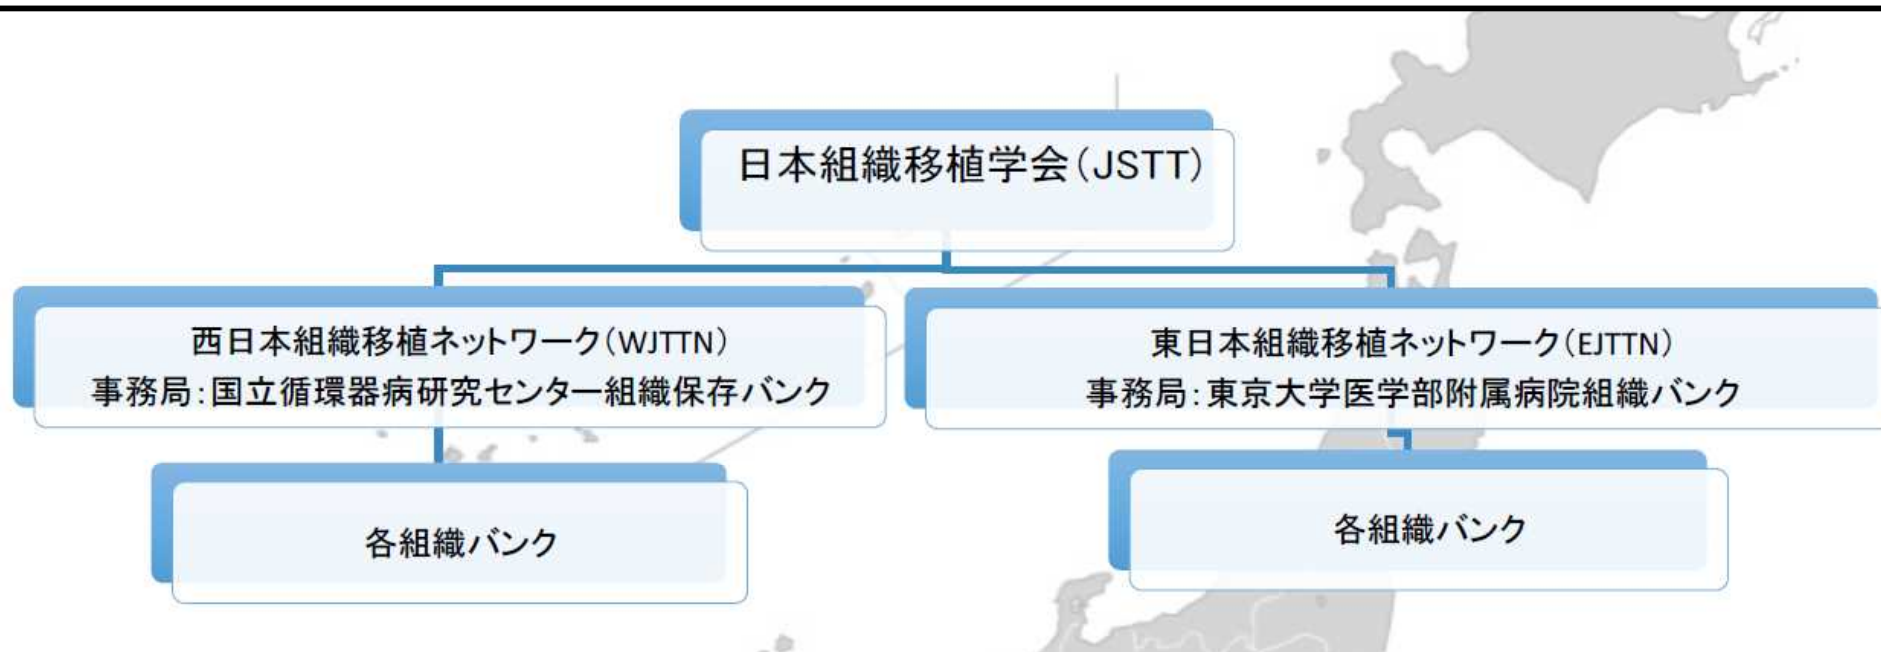 日本組織移植学会(JSTT)
西日本組織移植ネットワーク(WJTTN)
事務局:国立循環器病研究センター組織保存バンク
東日本組織移植ネットワーク(EJTTN)
事務局:東京大学医学部附属病院組織バンク
各組織バンク
各組織バンク